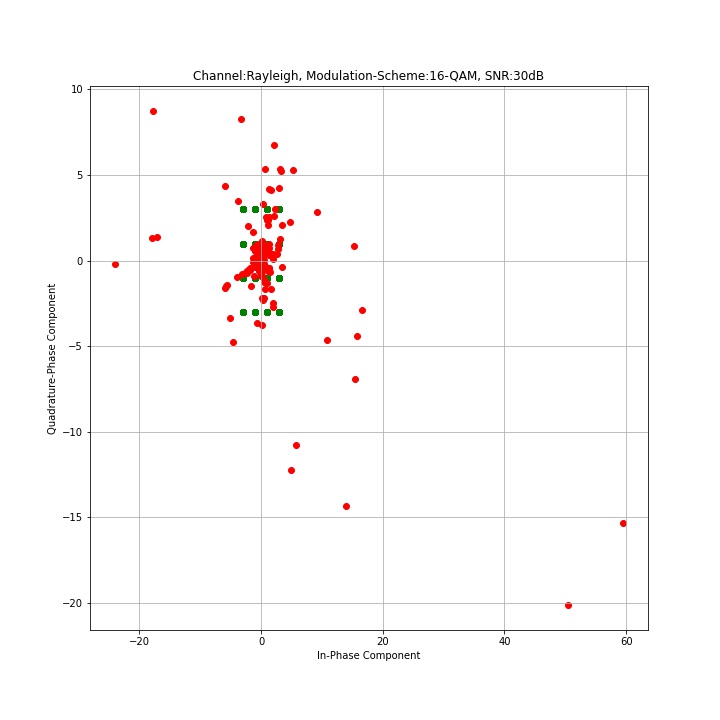 Channel:Rayleigh, Modulation-Scheme:16-QAM, SNR:30dB
10
5
0
−5
−10
−15
−20
Quadrature-Phase Component
−20 0 20 40 60
In-Phase Component